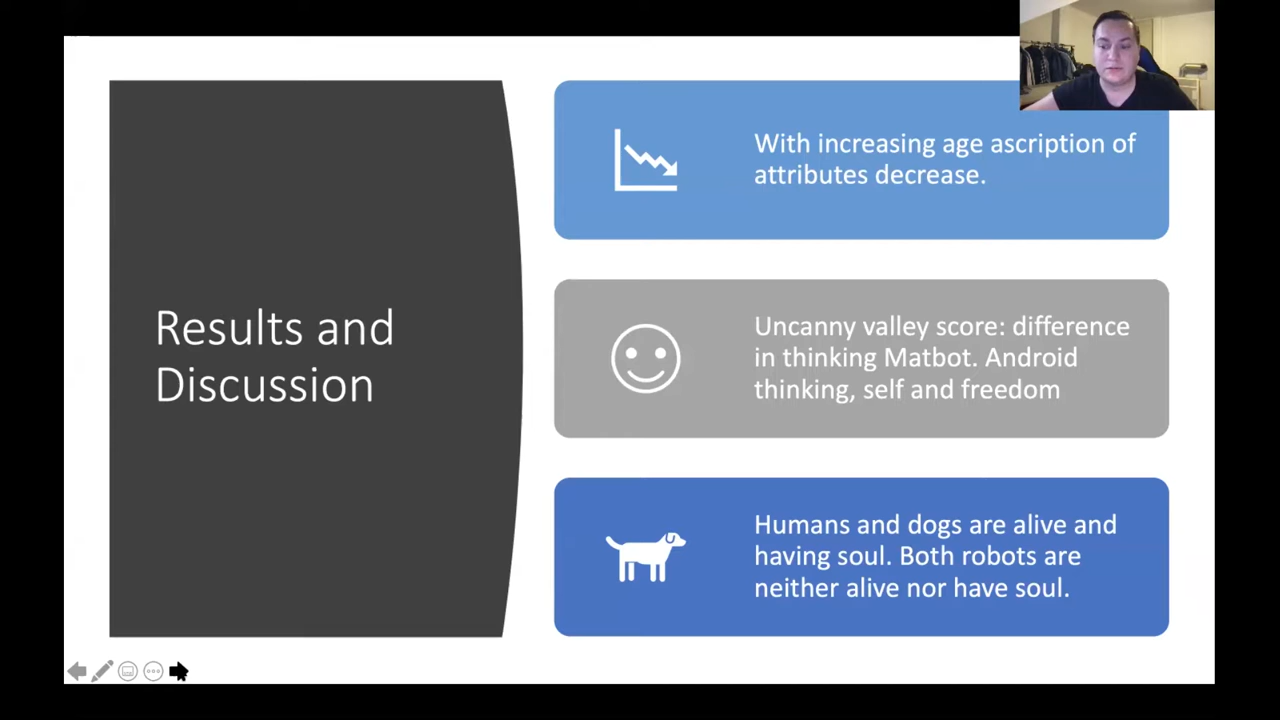 Results and
Discussion
With increasing age ascription of
attributes decrease.
Uncanny valley score: difference
in thinking Matbot. Android
thinking, self and freedom
Humans and dogs are alive and
having soul. Both robots are
neither alive nor have soul.